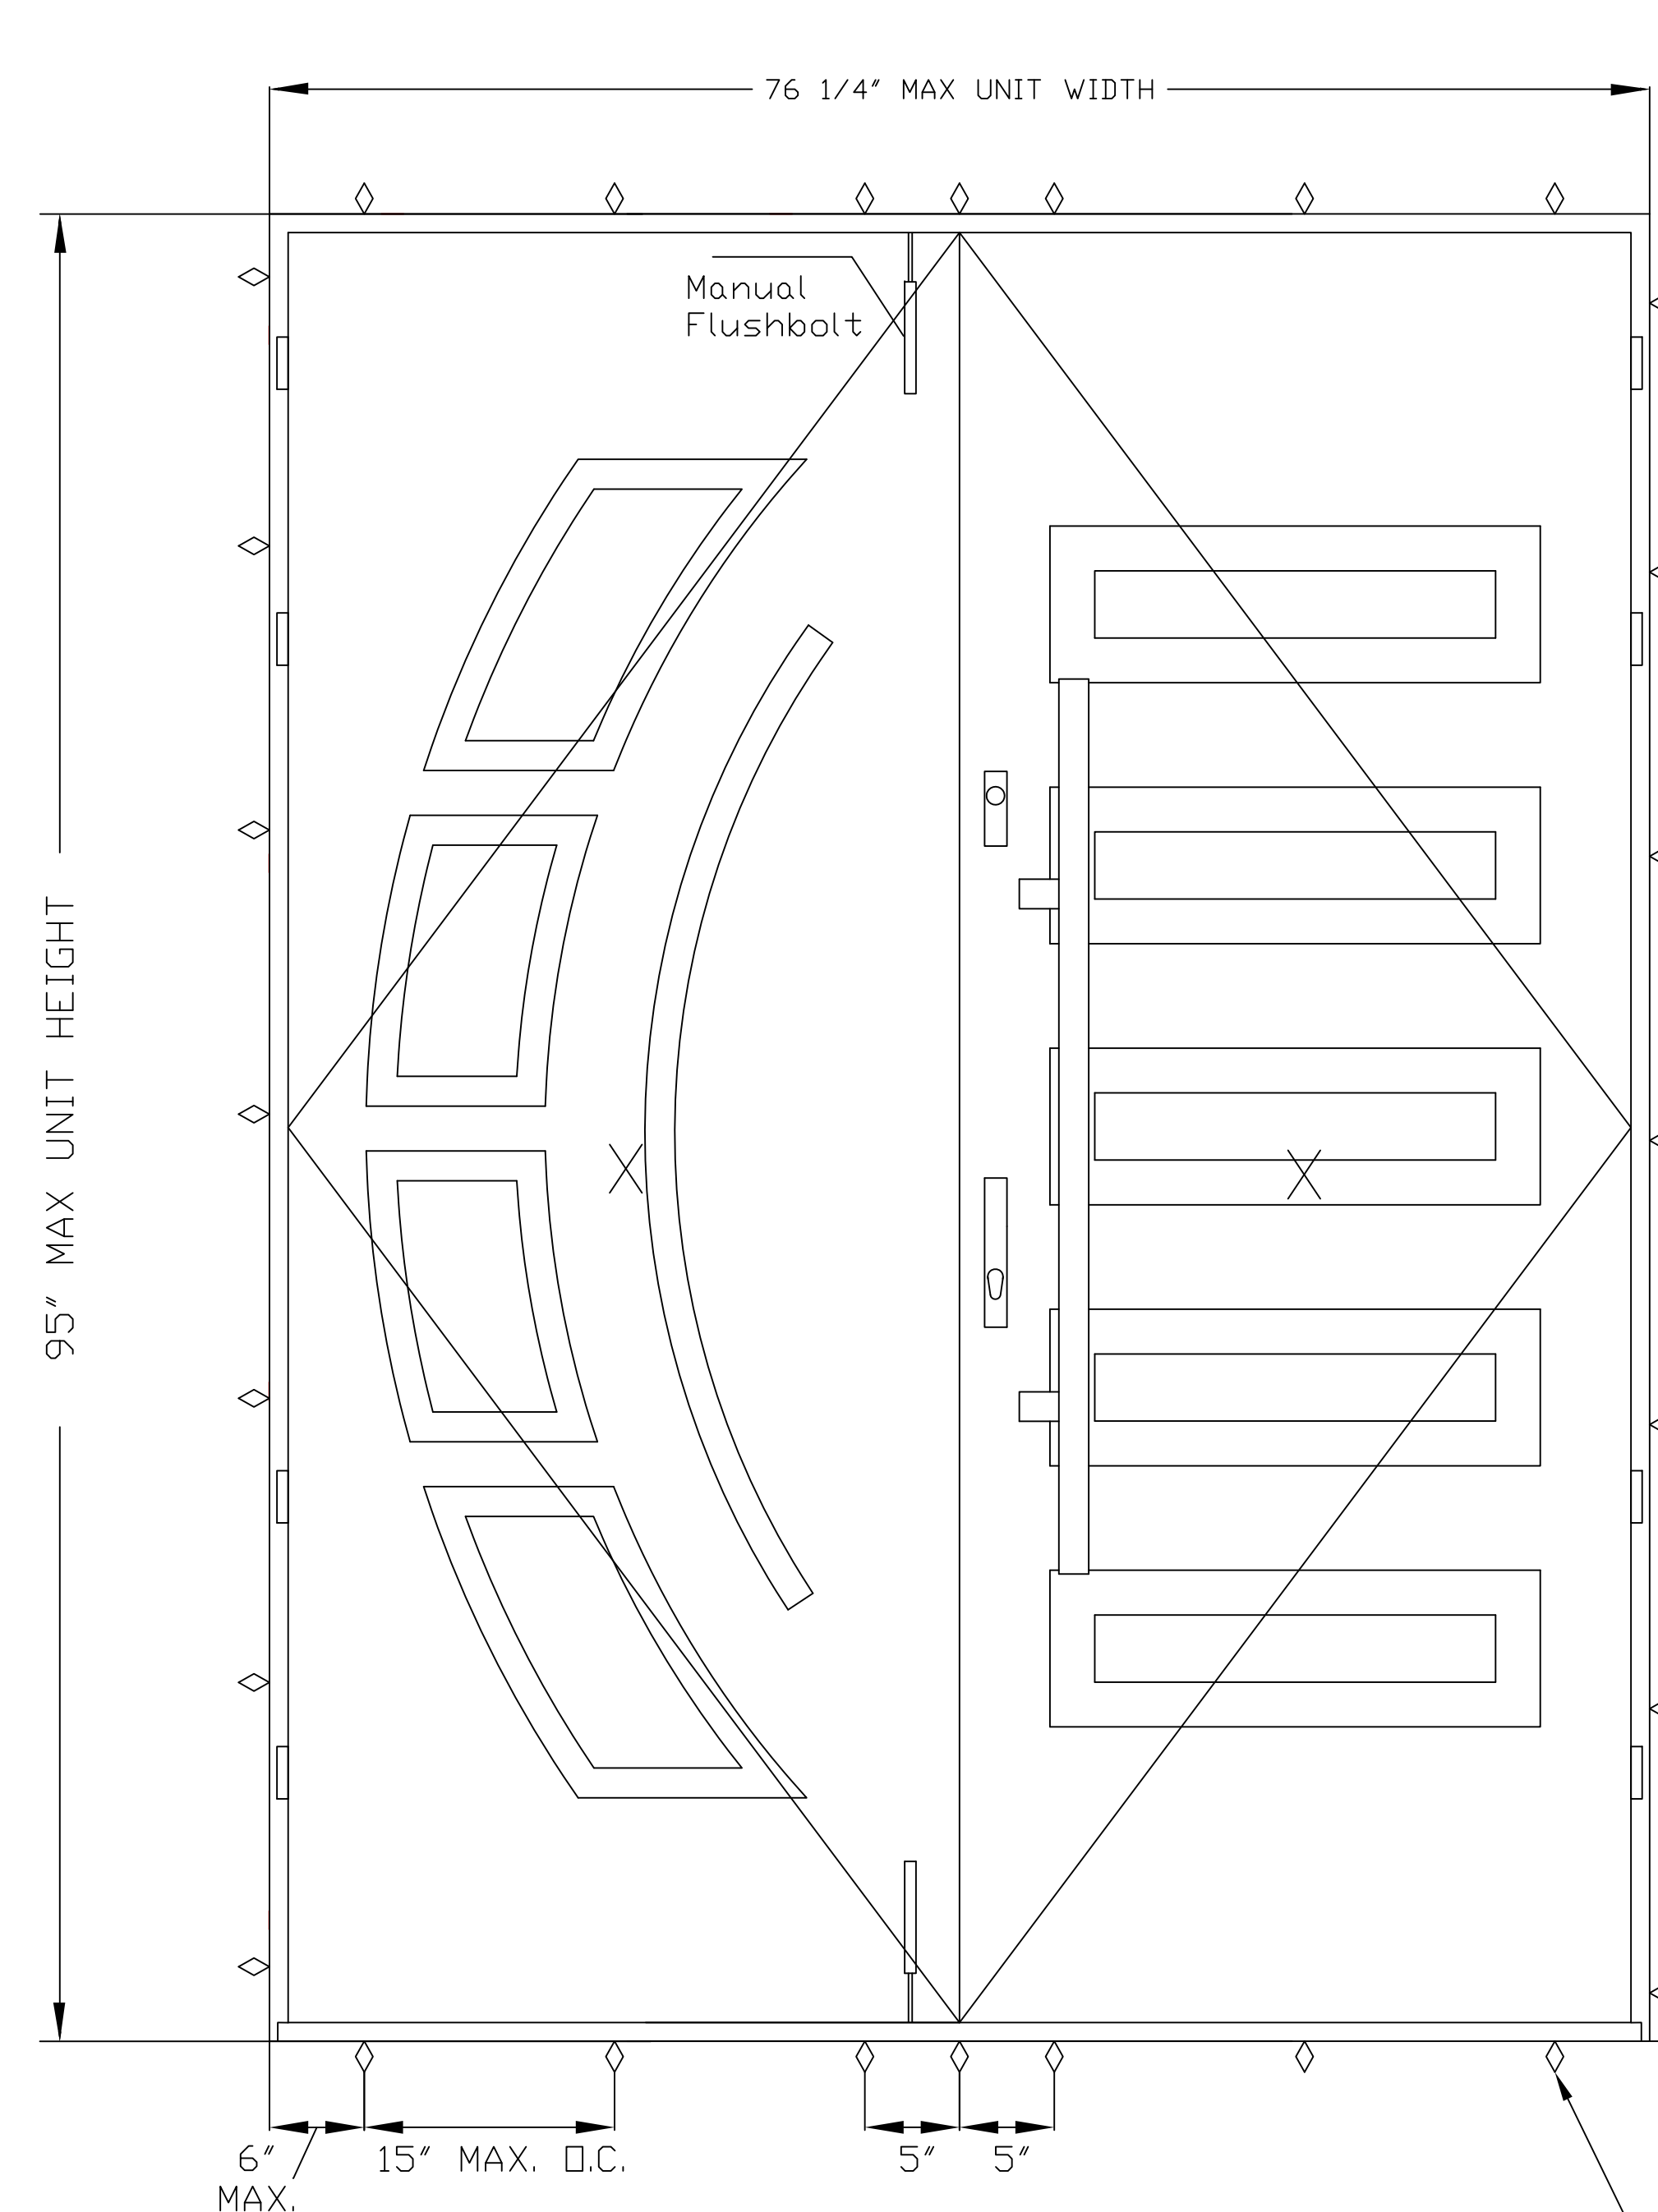 76 1/4" MAX UNIT WIDTH
Manual
Flushbolt
X
X
95" MAX UNIT HEIGHT
6"
MAX.
15" MAX. O.C.
5"
5"